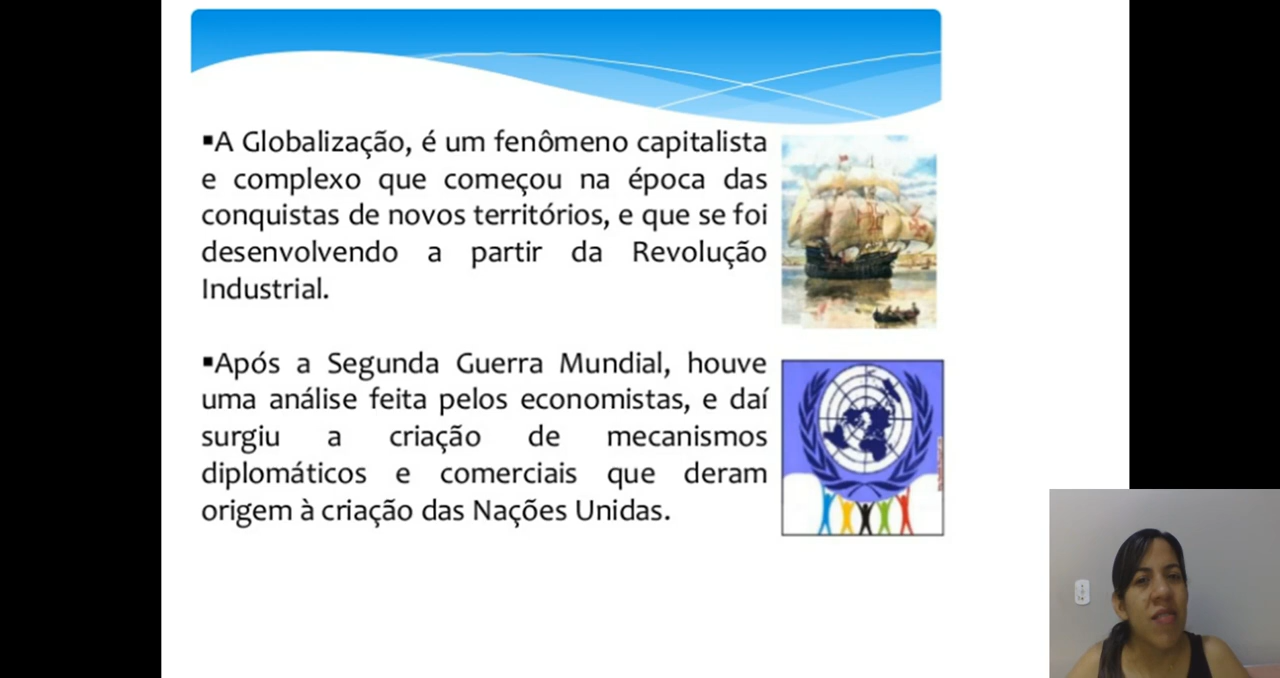 ▪A Globalização, é um fenômeno capitalista
e complexo que começou na época das
conquistas de novos territórios, e que se foi
desenvolvendo a partir da Revolução
Industrial.
▪Após a Segunda Guerra Mundial, houve
uma análise feita pelos economistas, e daí
surgiu a criação de mecanismos
diplomáticos e comerciais que deram
origem à criação das Nações Unidas.